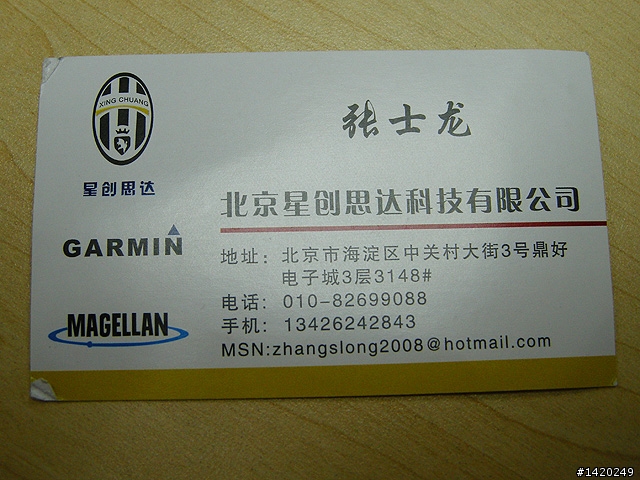 XING CHUANG
星创思达
GARMIN
MAGELLAN
张士龙
北京星创思达科技有限公司
地址：北京市海淀区中关村大街3号鼎好
电子城3层3148#
电话：010-82699088
手机：13426242843
MSN:zhangslong2008@hotmail.com
#1420249